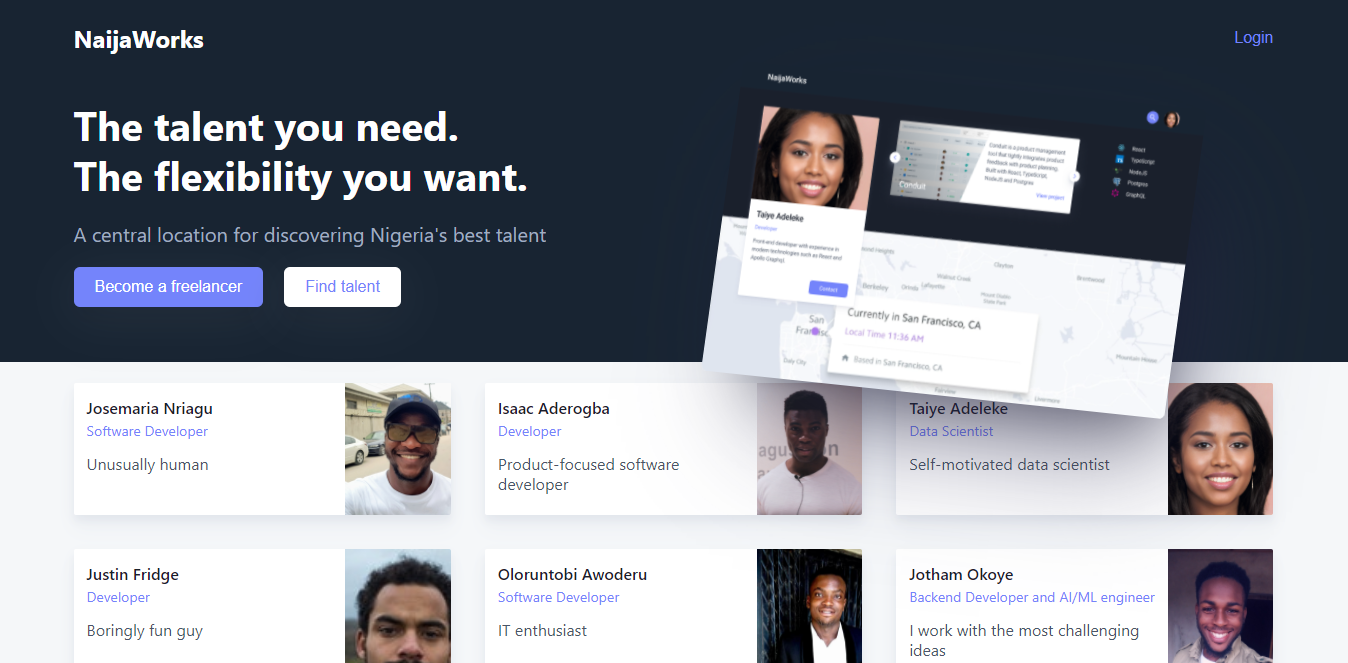 NaijaWorks
Login
The talent you need.
The flexibility you want.
A central location for discovering Nigeria's best talent
Become a freelancer
Find talent
NaijaWorks
Taiye Adeleke
Developer
Front-end developer with experience in
modern technologies such as React and
Contact
Conduit
Conduit is a product management
tool that tightly integrates product
feedback with product planning.
Built with React, TypeScript,
NodeJS and Postgres
View project
React
TypeScript
NodeJS
Postgres
GraphQL
Clayton
Brentwood
Walnut Creek
Berkeley
Orinda
Lafayette
Mount Diablo
State Park
San
Daly City
Mountain House
Fairview
Livermore
Currently in San Francisco, CA
Local Time 11:36 AM
Based in San Francisco, CA
Josemaria Nriagu
Software Developer
Unusually human
Isaac Aderogba
Developer
Product-focused software
developer
Taiye Adeleke
Data Scientist
Self-motivated data scientist
Justin Fridge
Developer
Boringly fun guy
Oloruntobi Awoderu
Software Developer
IT enthusiast
Jotham Okoye
Backend Developer and AI/ML engineer
I work with the most challenging
ideas